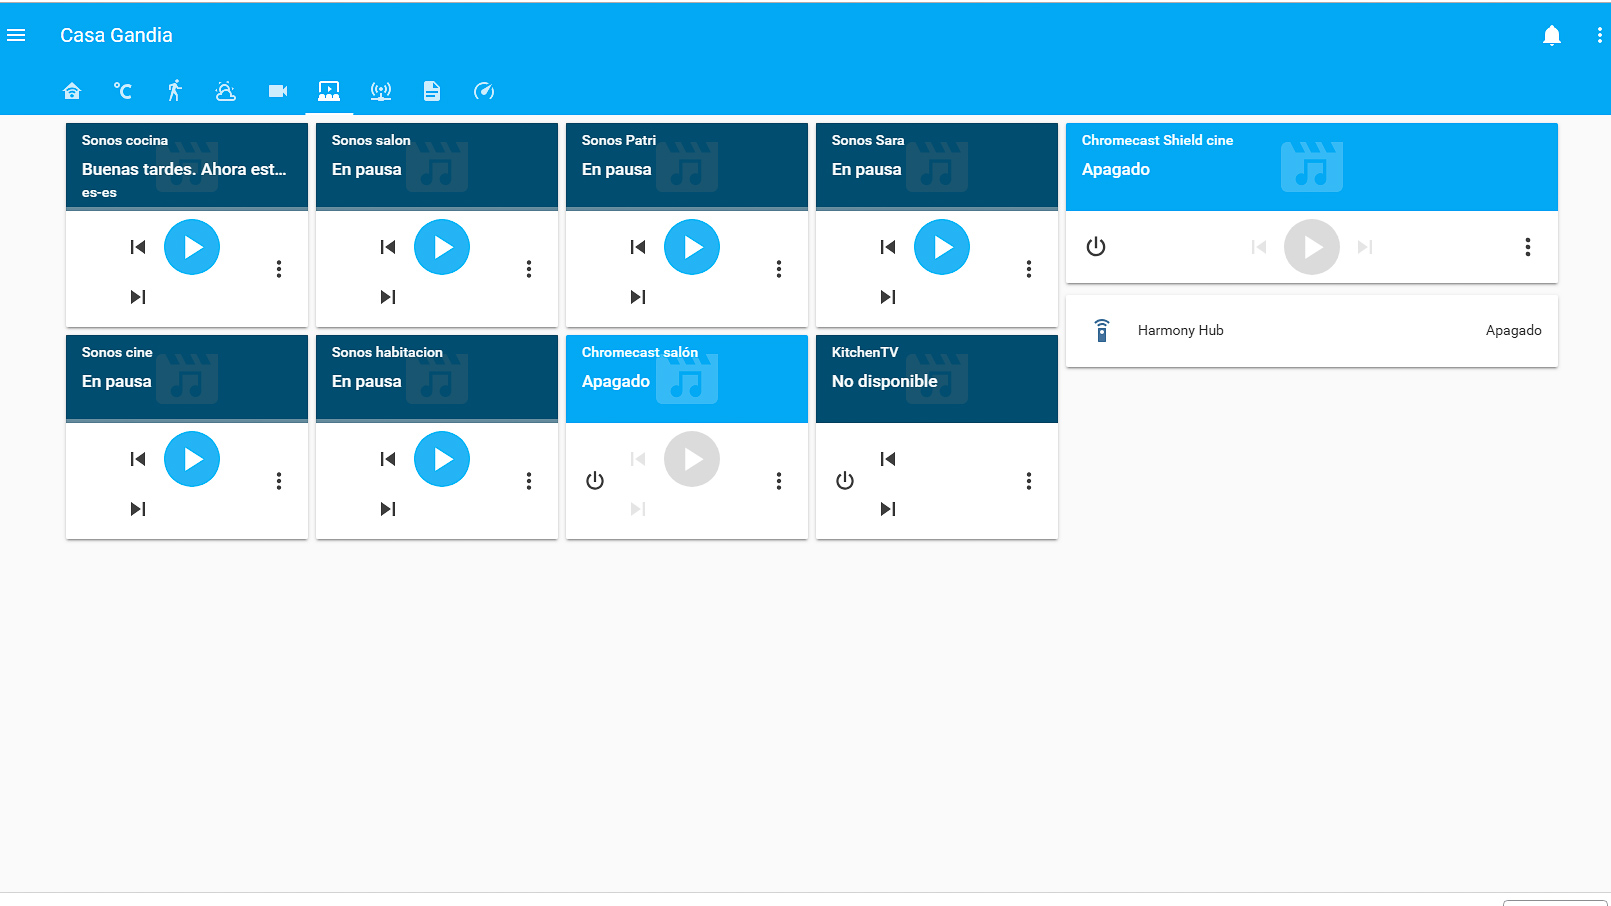 Casa Gandia
°C
Sonos cocina
Buenas tardes. Ahora est...
es-es
Sonos salon
En pausa
Sonos Patri
En pausa
Sonos Sara
En pausa
Chromecast Shield cine
Apagado
Harmony Hub
Apagado
Sonos cine
En pausa
Sonos habitacion
En pausa
Chromecast salón
Apagado
KitchenTV
No disponible